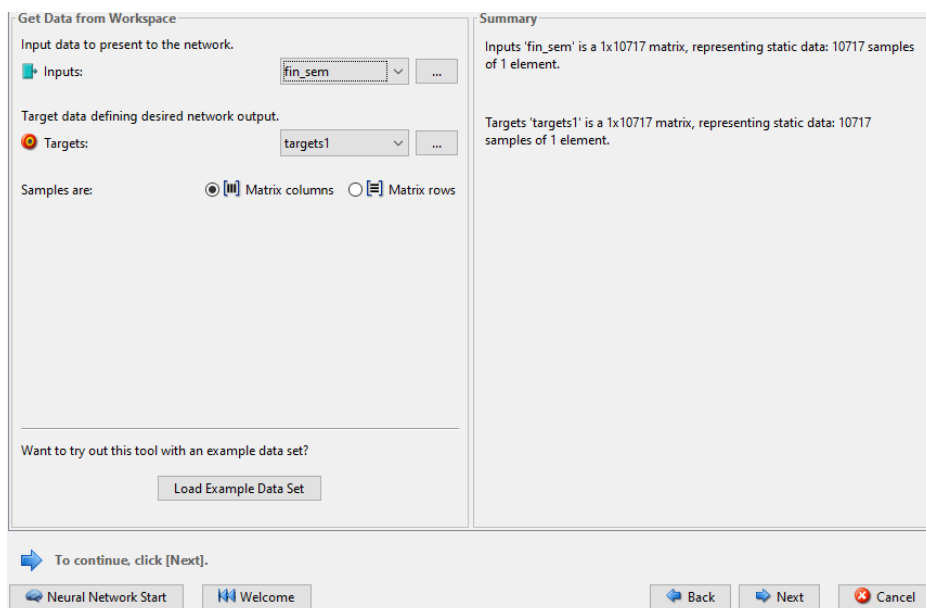 Get Data from Workspace
Input data to present to the network.
Inputs:
fin_sem
...
Target data defining desired network output.
Targets:
targets1
...
Samples are:
Matrix columns
Matrix rows
Want to try out this tool with an example data set?
Load Example Data Set
Summary
Inputs 'fin_sem' is a 1x10717 matrix, representing static data: 10717 samples
of 1 element.
Targets 'targets1' is a 1x10717 matrix, representing static data: 10717
samples of 1 element.
To continue, click [Next].
Neural Network Start
Welcome
Back
Next
Cancel